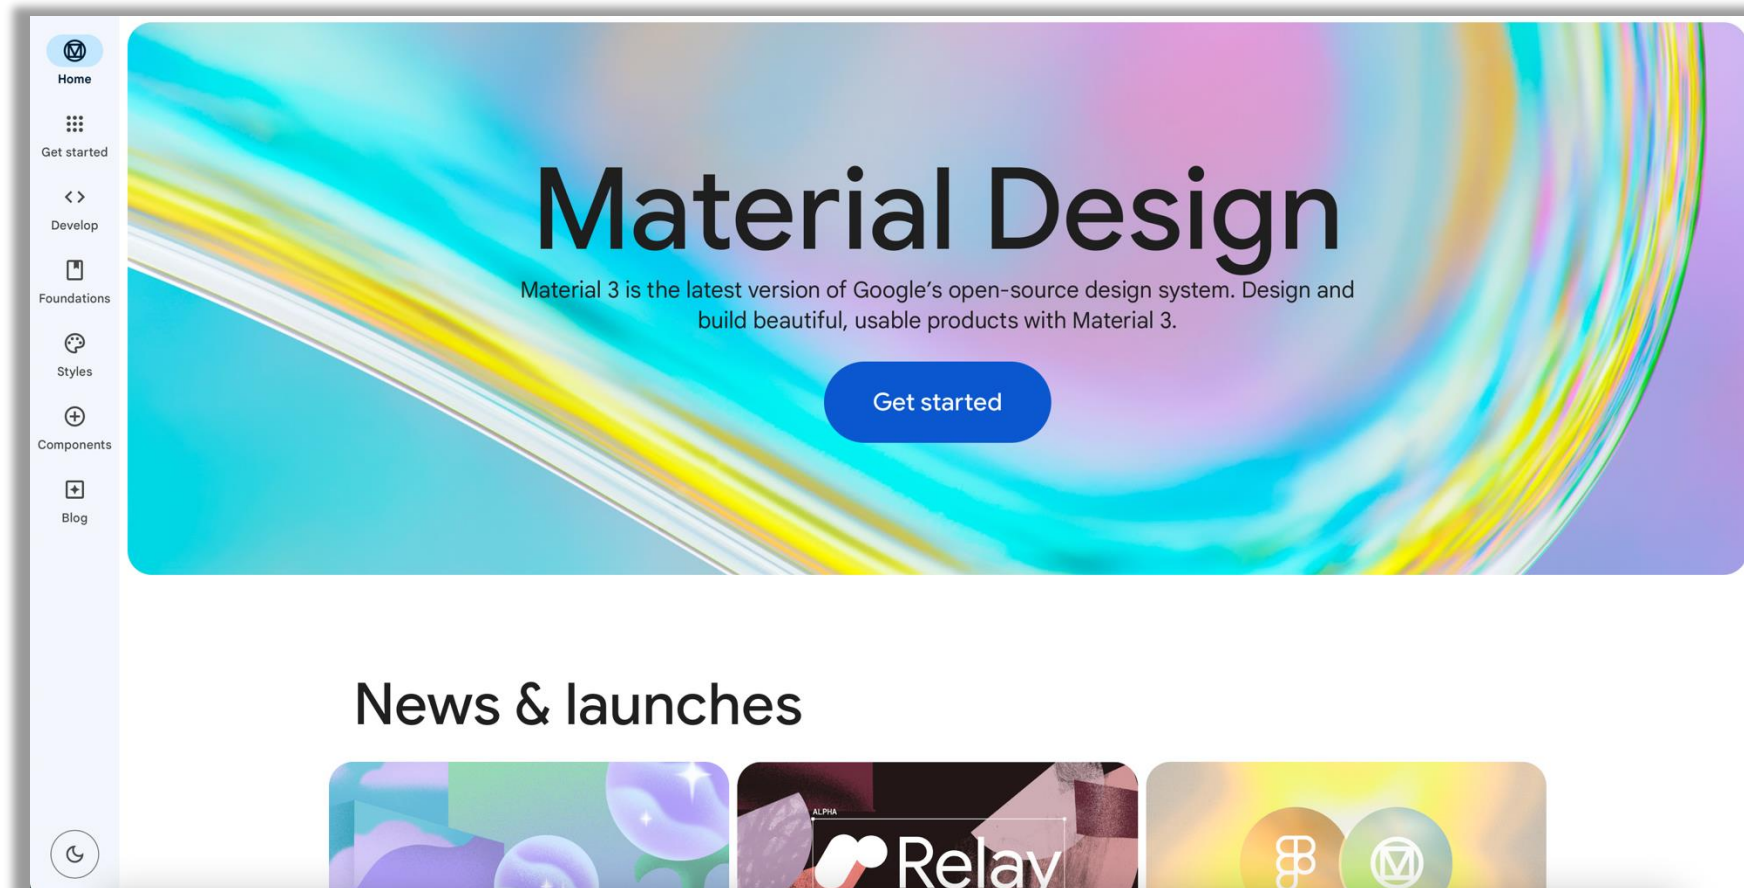 Home
Get started
Develop
Foundations
Styles
Components
Blog
Material Design
Material 3 is the latest version of Google's open-source design system. Design and
build beautiful, usable products with Material 3.
Get started
News & launches
ALPHA
Relay